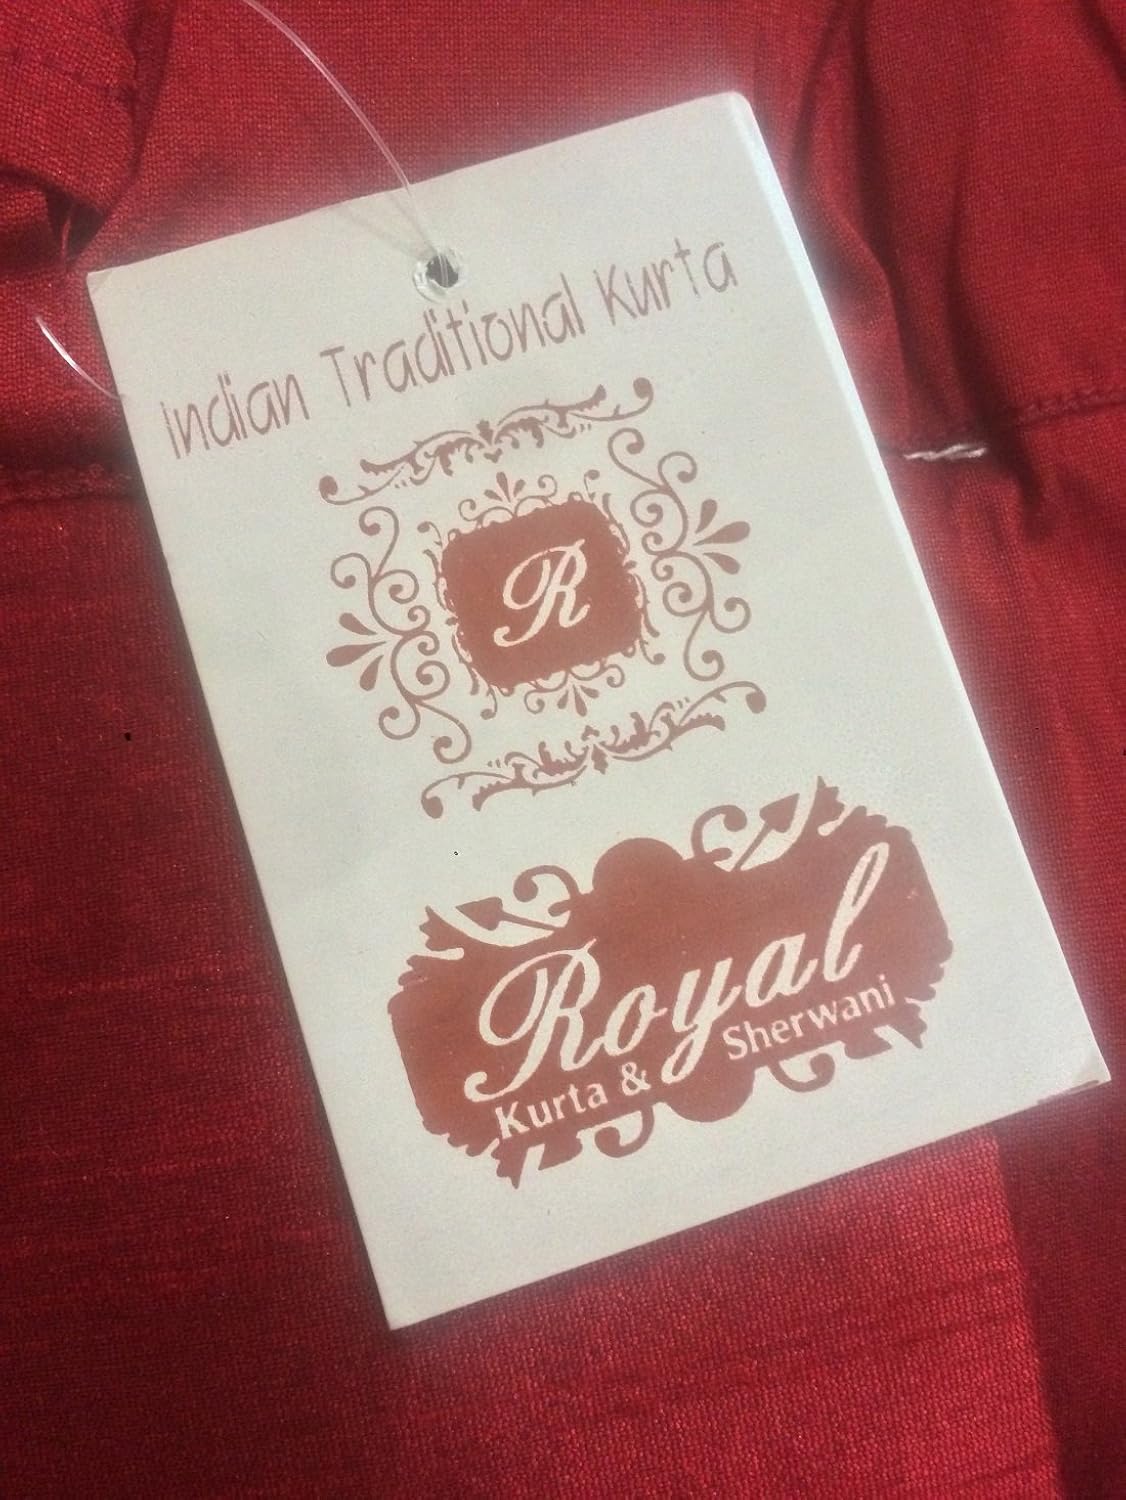 Indian Traditional Kurta
R
Royal
Kurta & Sherwani